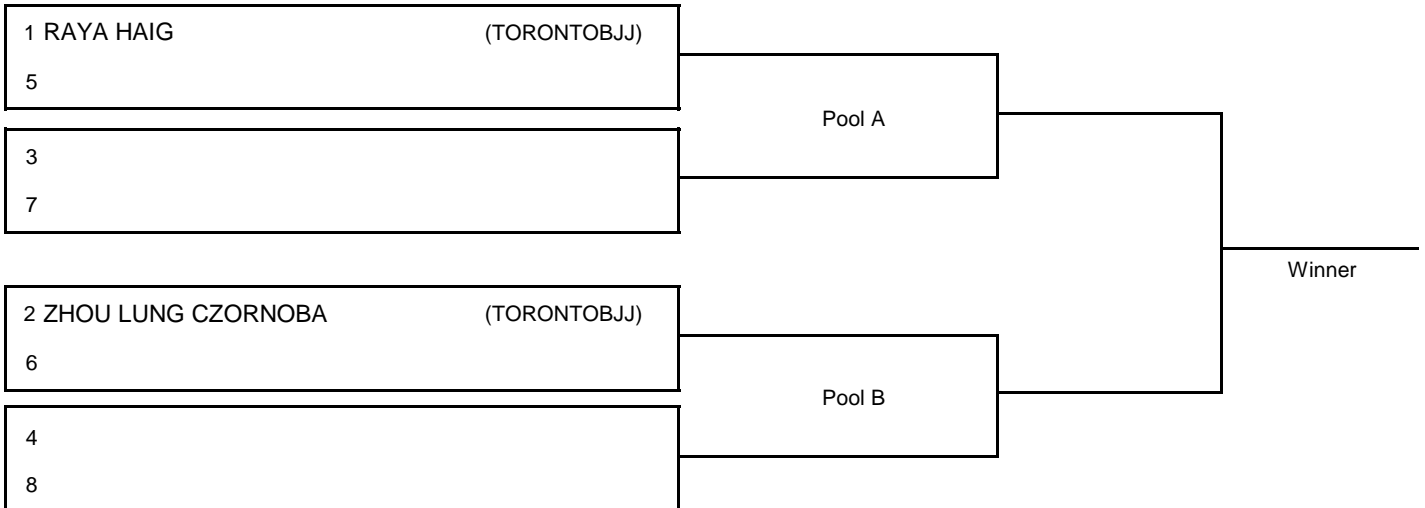 1 RAYA HAIG (TORONTOBJJ)
5
Pool A
3
7
Winner
2 ZHOU LUNG CZORNOBA (TORONTOBJJ)
6
Pool B
4
8